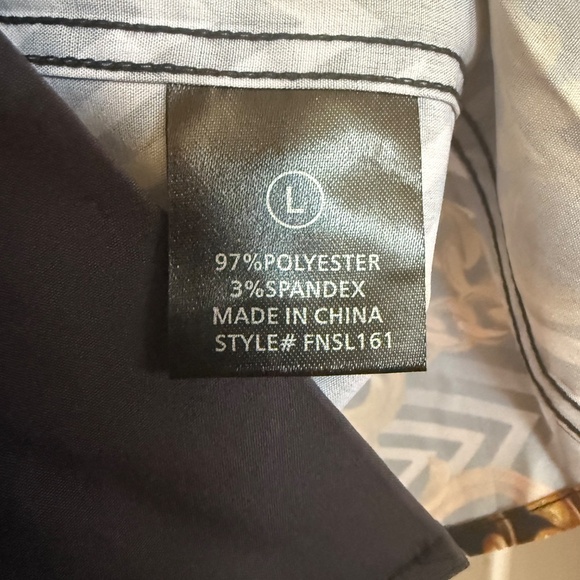 L
97%POLYESTER
3%SPANDEX
MADE IN CHINA
STYLE# FNSL161